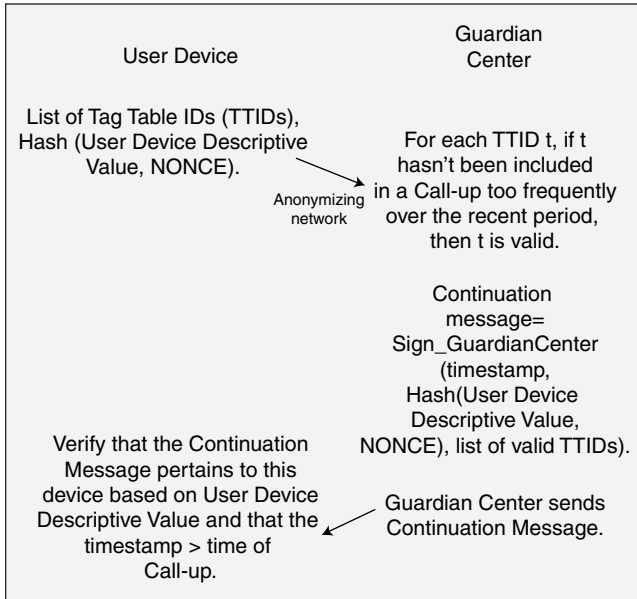 User Device
Guardian
Center
List of Tag Table IDs (TTIDs),
Hash (User Device Descriptive
Value, NONCE).
Anonymizing
network
For each TTID t, if t
hasn't been included
in a Call-up too frequently
over the recent period,
then t is valid.
Continuation
message=
Sign_GuardianCenter
(timestamp,
Hash(User Device
Descriptive Value,
NONCE), list of valid TTIDs).
Guardian Center sends
Continuation Message.
Verify that the Continuation
Message pertains to this
device based on User Device
Descriptive Value and that the
timestamp > time of
Call-up.